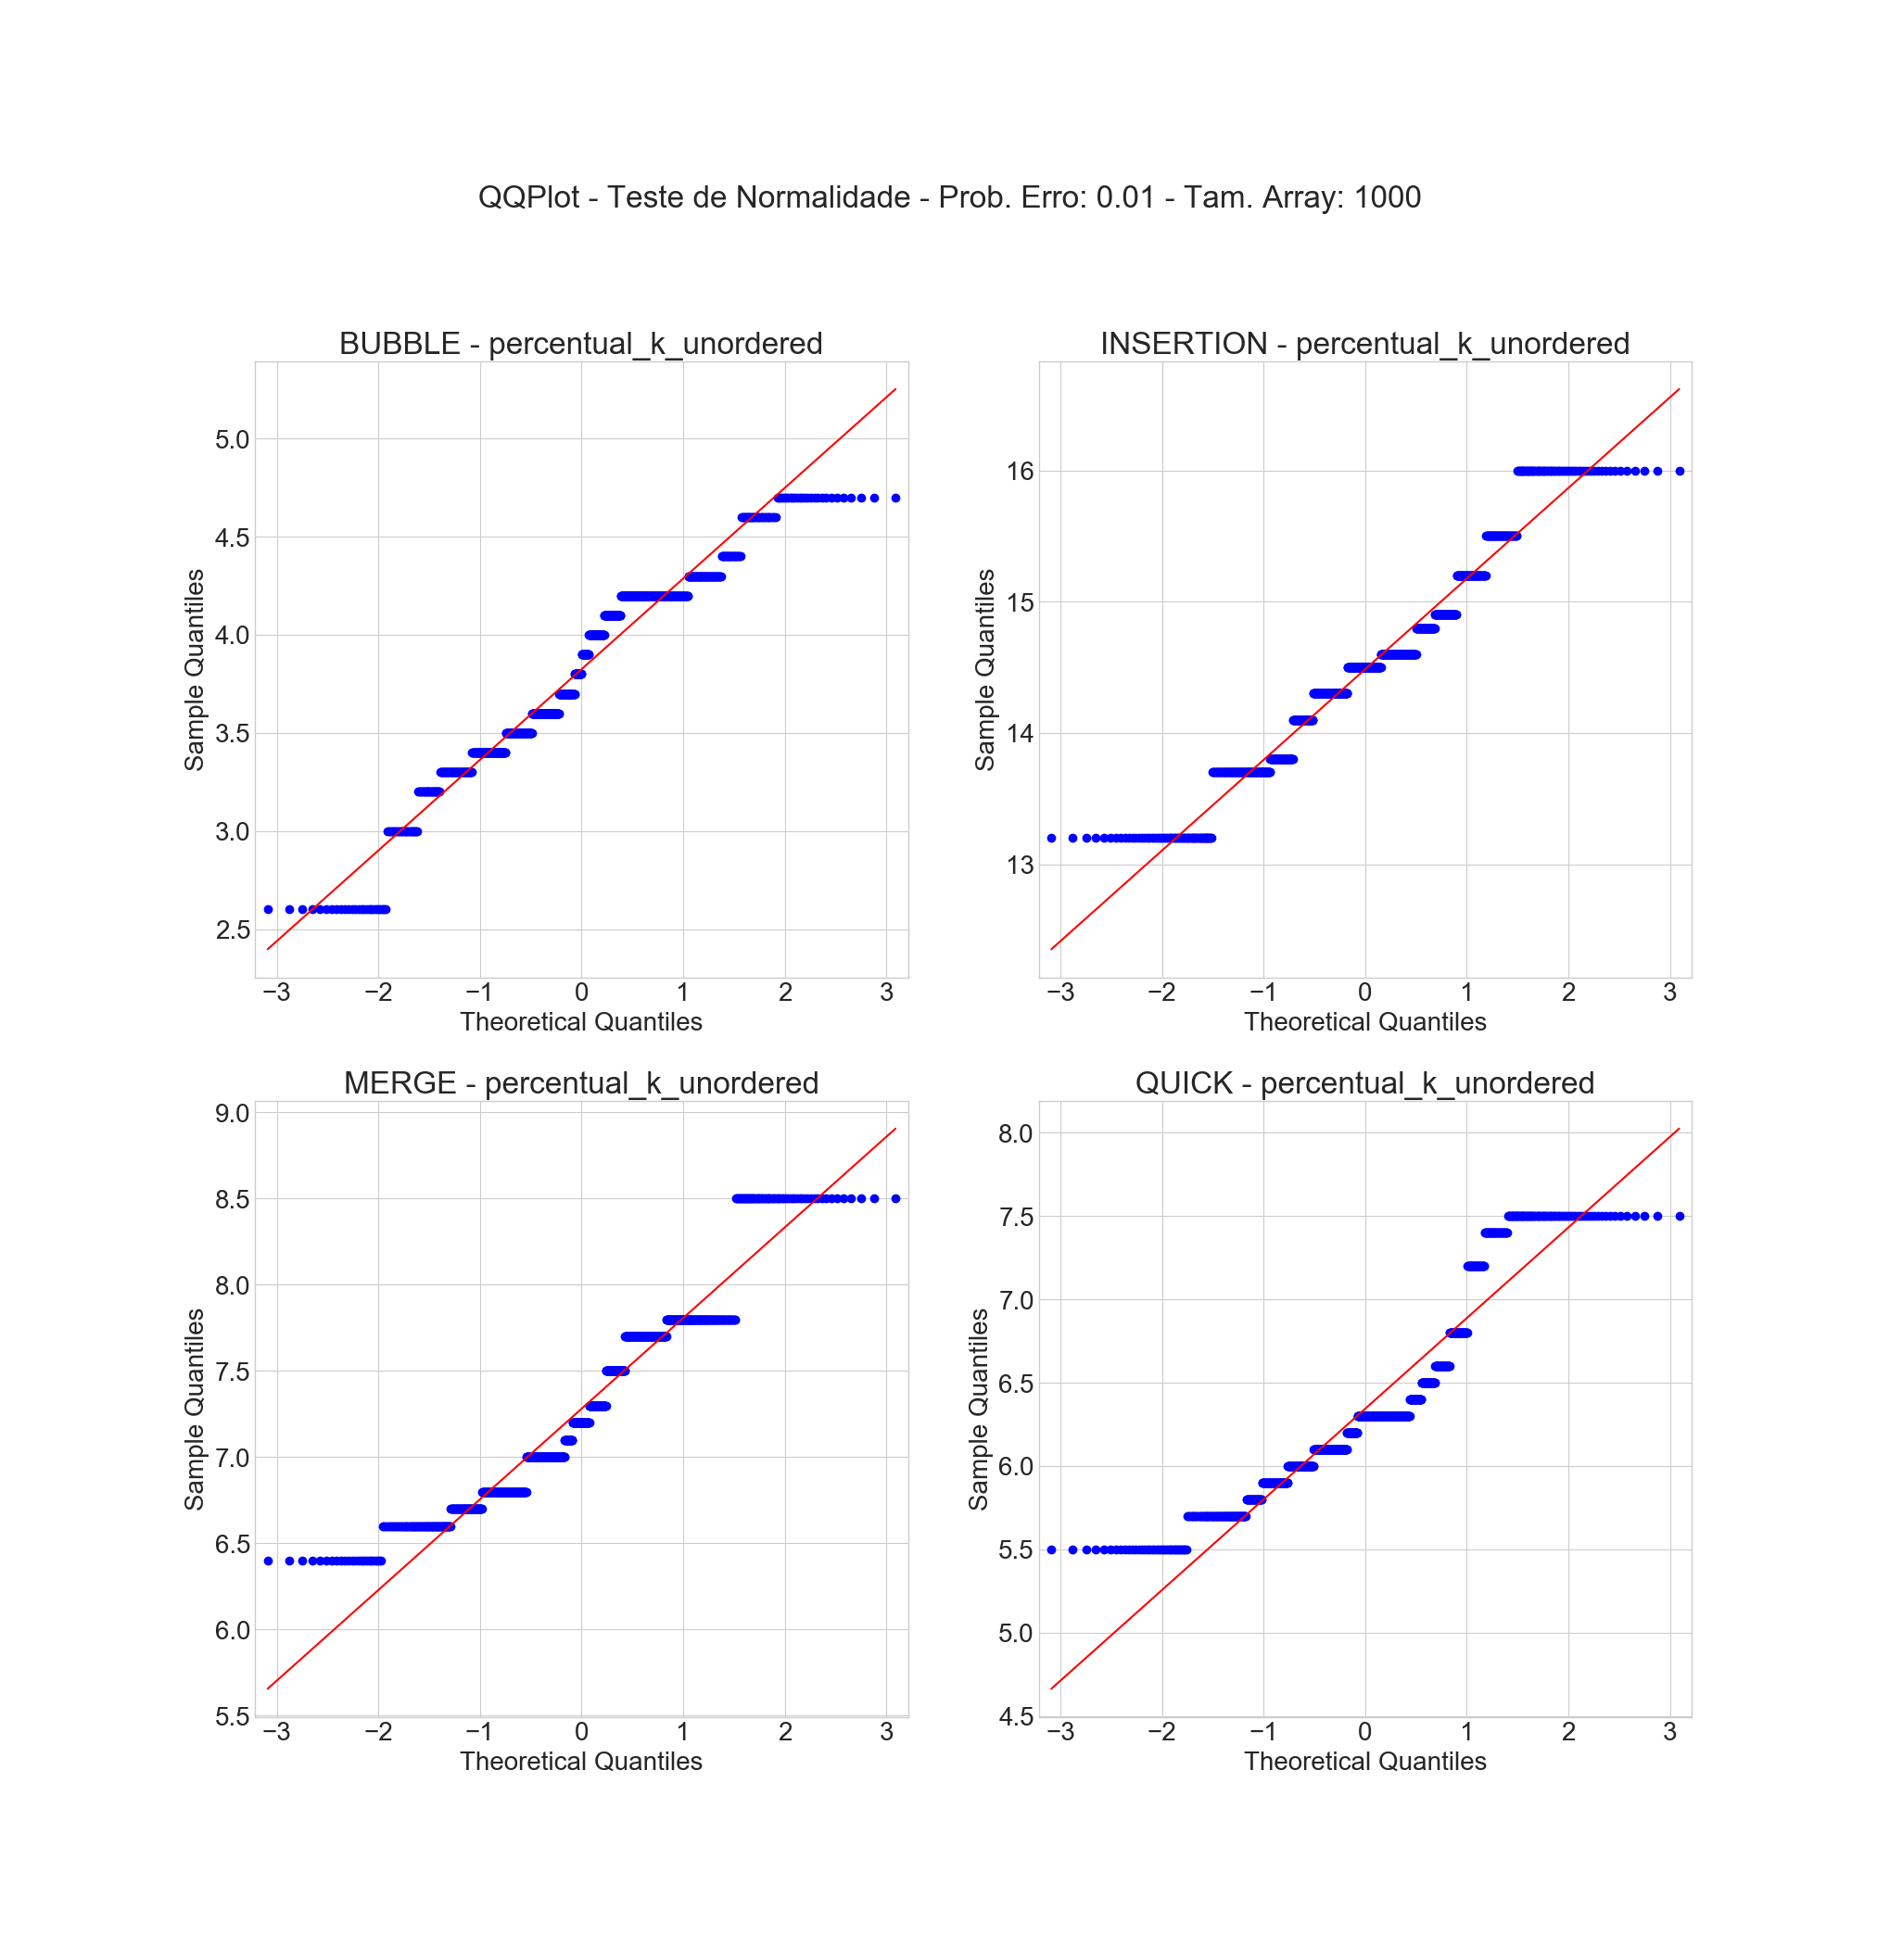 QQPlot - Teste de Normalidade - Prob. Erro: 0.01 - Tam. Array: 1000
BUBBLE - percentual_k_unordered
5.0
4.5
4.0
3.5
3.0
2.5
Sample Quantiles
−3 −2 −1 0 1 2 3
Theoretical Quantiles
INSERTION - percentual_k_unordered
16
15
14
13
Sample Quantiles
−3 −2 −1 0 1 2 3
Theoretical Quantiles
MERGE - percentual_k_unordered
9.0
8.5
8.0
7.5
7.0
6.5
6.0
5.5
Sample Quantiles
−3 −2 −1 0 1 2 3
Theoretical Quantiles
QUICK - percentual_k_unordered
8.0
7.5
7.0
6.5
6.0
5.5
5.0
4.5
Sample Quantiles
−3 −2 −1 0 1 2 3
Theoretical Quantiles